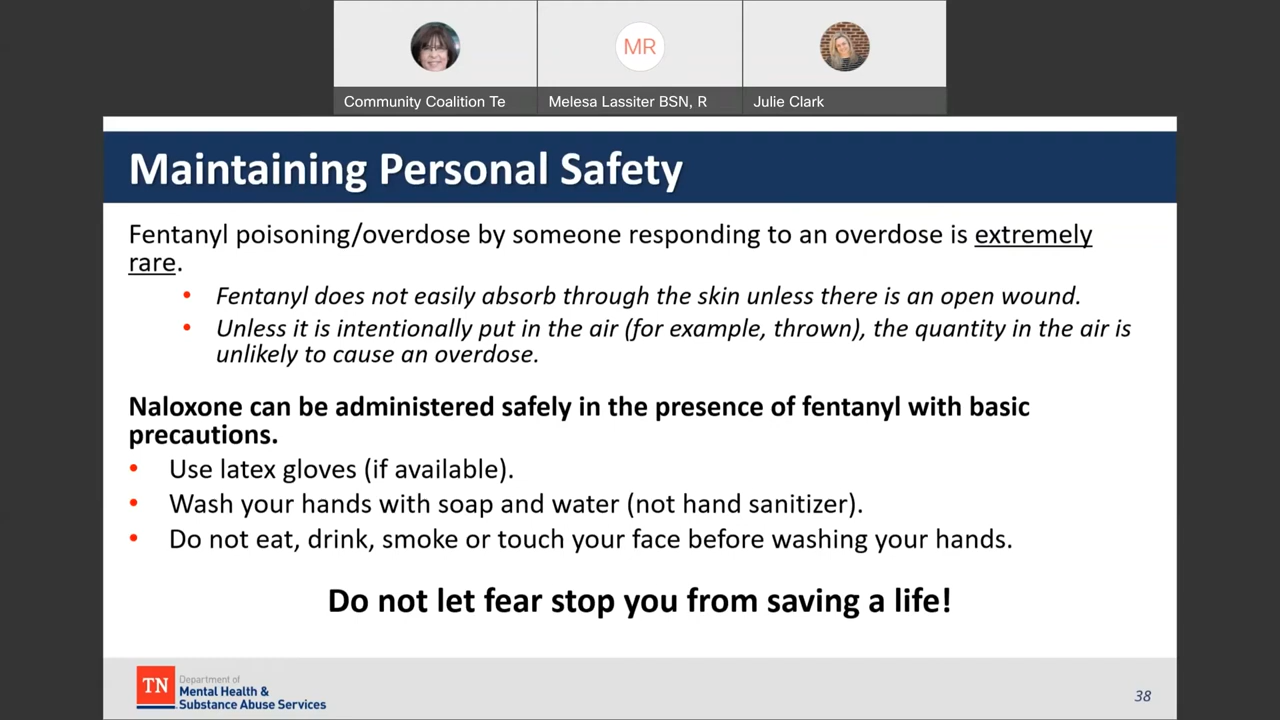 MR
Community Coalition Te
Melesa Lassiter BSN, R
Julie Clark
Maintaining Personal Safety
Fentanyl poisoning/overdose by someone responding to an overdose is extremely
rare.
• Fentanyl does not easily absorb through the skin unless there is an open wound.
• Unless it is intentionally put in the air (for example, thrown), the quantity in the air is
unlikely to cause an overdose.
Naloxone can be administered safely in the presence of fentanyl with basic
precautions.
• Use latex gloves (if available).
• Wash your hands with soap and water (not hand sanitizer).
• Do not eat, drink, smoke or touch your face before washing your hands.
Do not let fear stop you from saving a life!
TN
Department of
Mental Health &
Substance Abuse Services
38